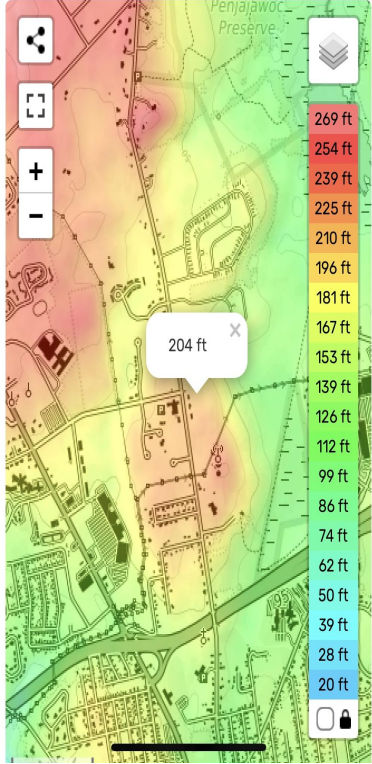 Penjajawoc
Preserve
269 ft
254 ft
239 ft
225 ft
210 ft
196 ft
181 ft
167 ft
204 ft
×
153 ft
139 ft
126 ft
112 ft
99 ft
86 ft
74 ft
62 ft
50 ft
39 ft
28 ft
20 ft
+
−
P
P
P